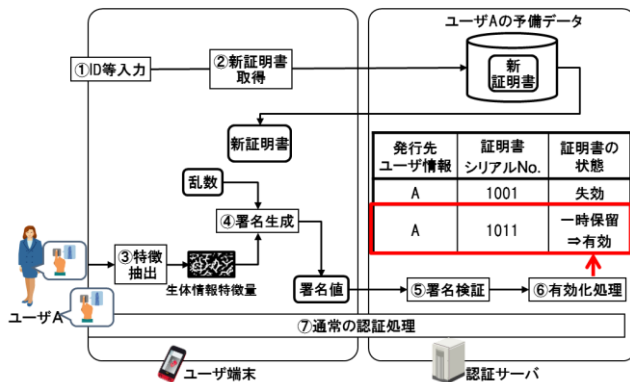 ユーザAの予備データ
①ID等入力
②新証明書
取得
新
証明書
新証明書
発行先
ユーザ情報
証明書
シリアルNo.
証明書の
状態
A
1001
失効
A
1011
一時保留
⇒有効
乱数
④署名生成
③特徴
抽出
生体情報特徴量
署名値
⑤署名検証
⑥有効化処理
ユーザA
⑦通常の認証処理
ユーザ端末
認証サーバ